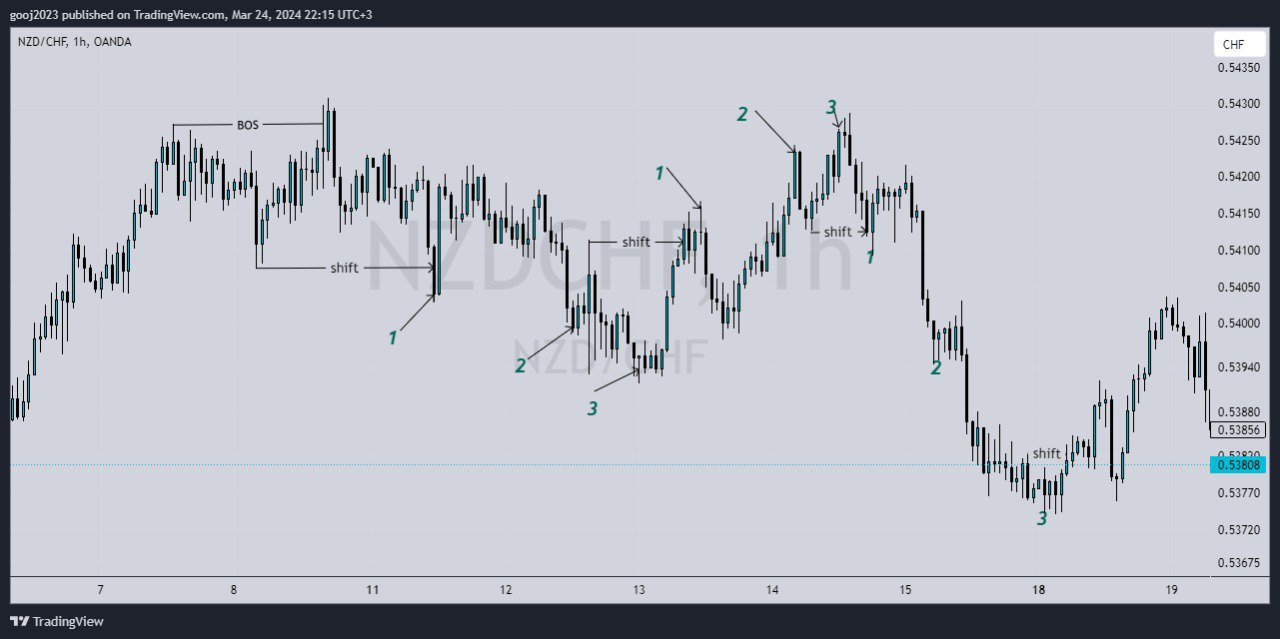 gooj2023 published on TradingView.com, Mar 24, 2024 22:15 UTC+3
NZD/CHF, 1h, OANDA
CHF
0.54350
0.54300
0.54250
0.54200
0.54150
0.54100
0.54050
0.54000
0.53940
0.53880
0.53856
0.53820
0.53808
0.53770
0.53720
0.53675
NZDCHF, 1h
NZD/CHF
BOS
shift
1
2
3
shift
1
2
3
shift
1
2
3
shift
7 8 11 12 13 14 15 18 19
TradingView